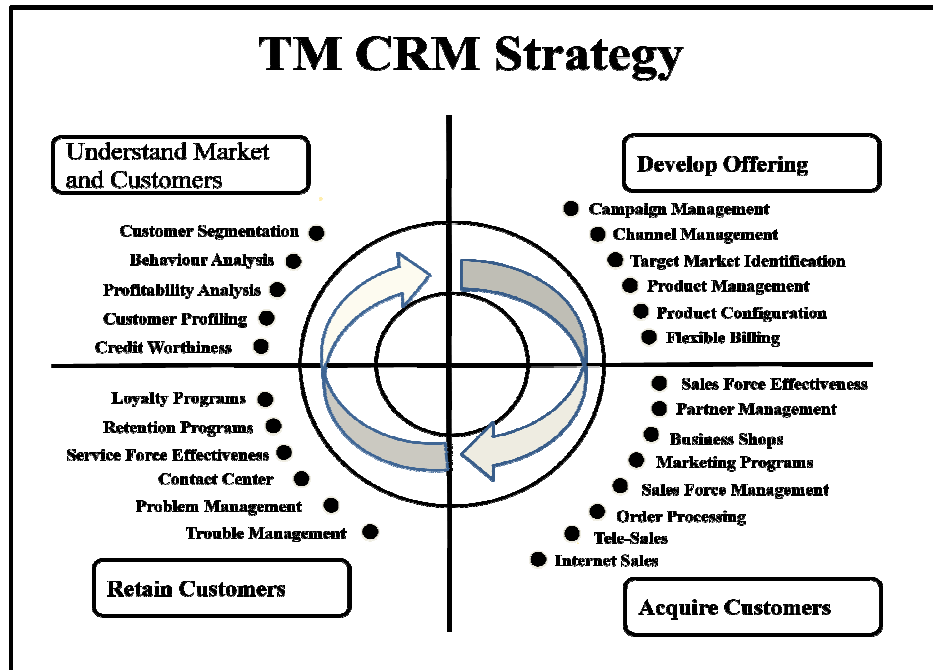 TM CRM Strategy
Understand Market
and Customers
Customer Segmentation
Behaviour Analysis
Profitability Analysis
Customer Profiling
Credit Worthiness
Develop Offering
Campaign Management
Channel Management
Target Market Identification
Product Management
Product Configuration
Flexible Billing
Loyalty Programs
Retention Programs
Service Force Effectiveness
Contact Center
Problem Management
Trouble Management
Retain Customers
Sales Force Effectiveness
Partner Management
Business Shops
Marketing Programs
Sales Force Management
Order Processing
Tele-Sales
Internet Sales
Acquire Customers